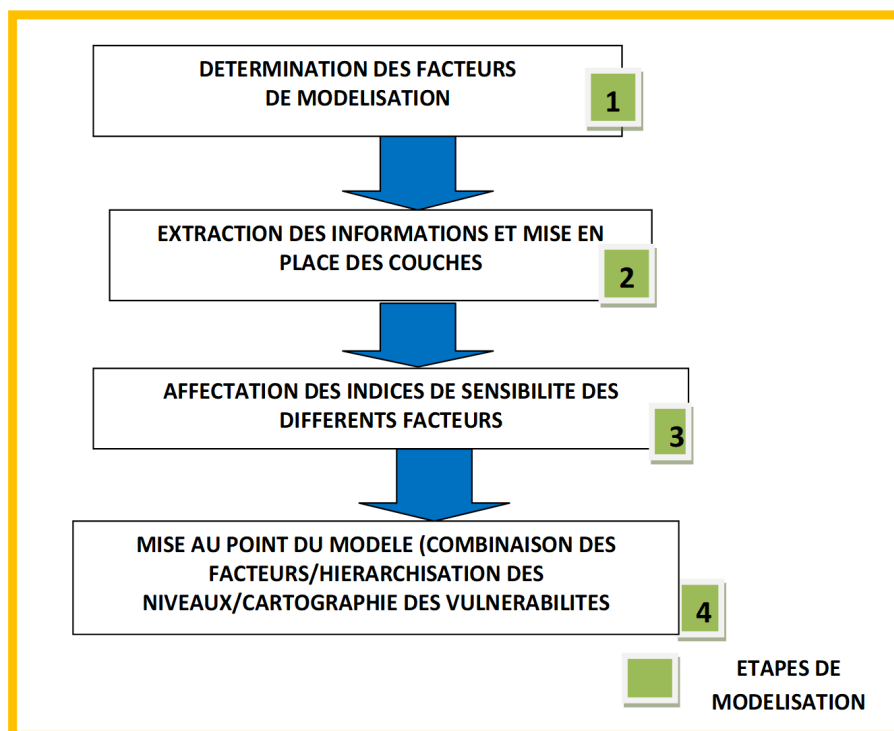 DETERMINATION DES FACTEURS
DE MODELISATION
1
EXTRACTION DES INFORMATIONS ET MISE EN
PLACE DES COUCHES
2
AFFECTATION DES INDICES DE SENSIBILITE DES
DIFFERENTS FACTEURS
3
MISE AU POINT DU MODELE (COMBINAISON DES
FACTEURS/HIERARCHISATION DES
NIVEAUX/CARTOGRAPHIE DES VULNERABILITES
4
ETAPES DE
MODELISATION